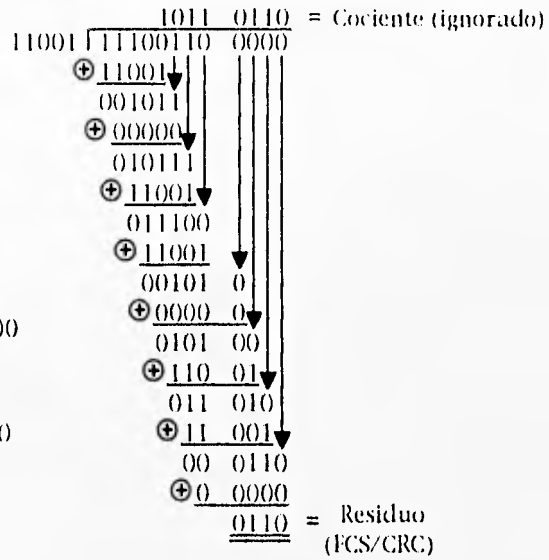 1011 0110 = Cociente (ignorado)
11001 11100110 0000
⊕ 11001
001011
⊕ 00000
010111
⊕ 11001
011100
⊕ 11001
00101 0
⊕ 0000 0
0101 00
⊕ 110 01
011 010
⊕ 11 001
00 0110
⊕ 0 0000
0110 = Residuo
(FCS/CRC)